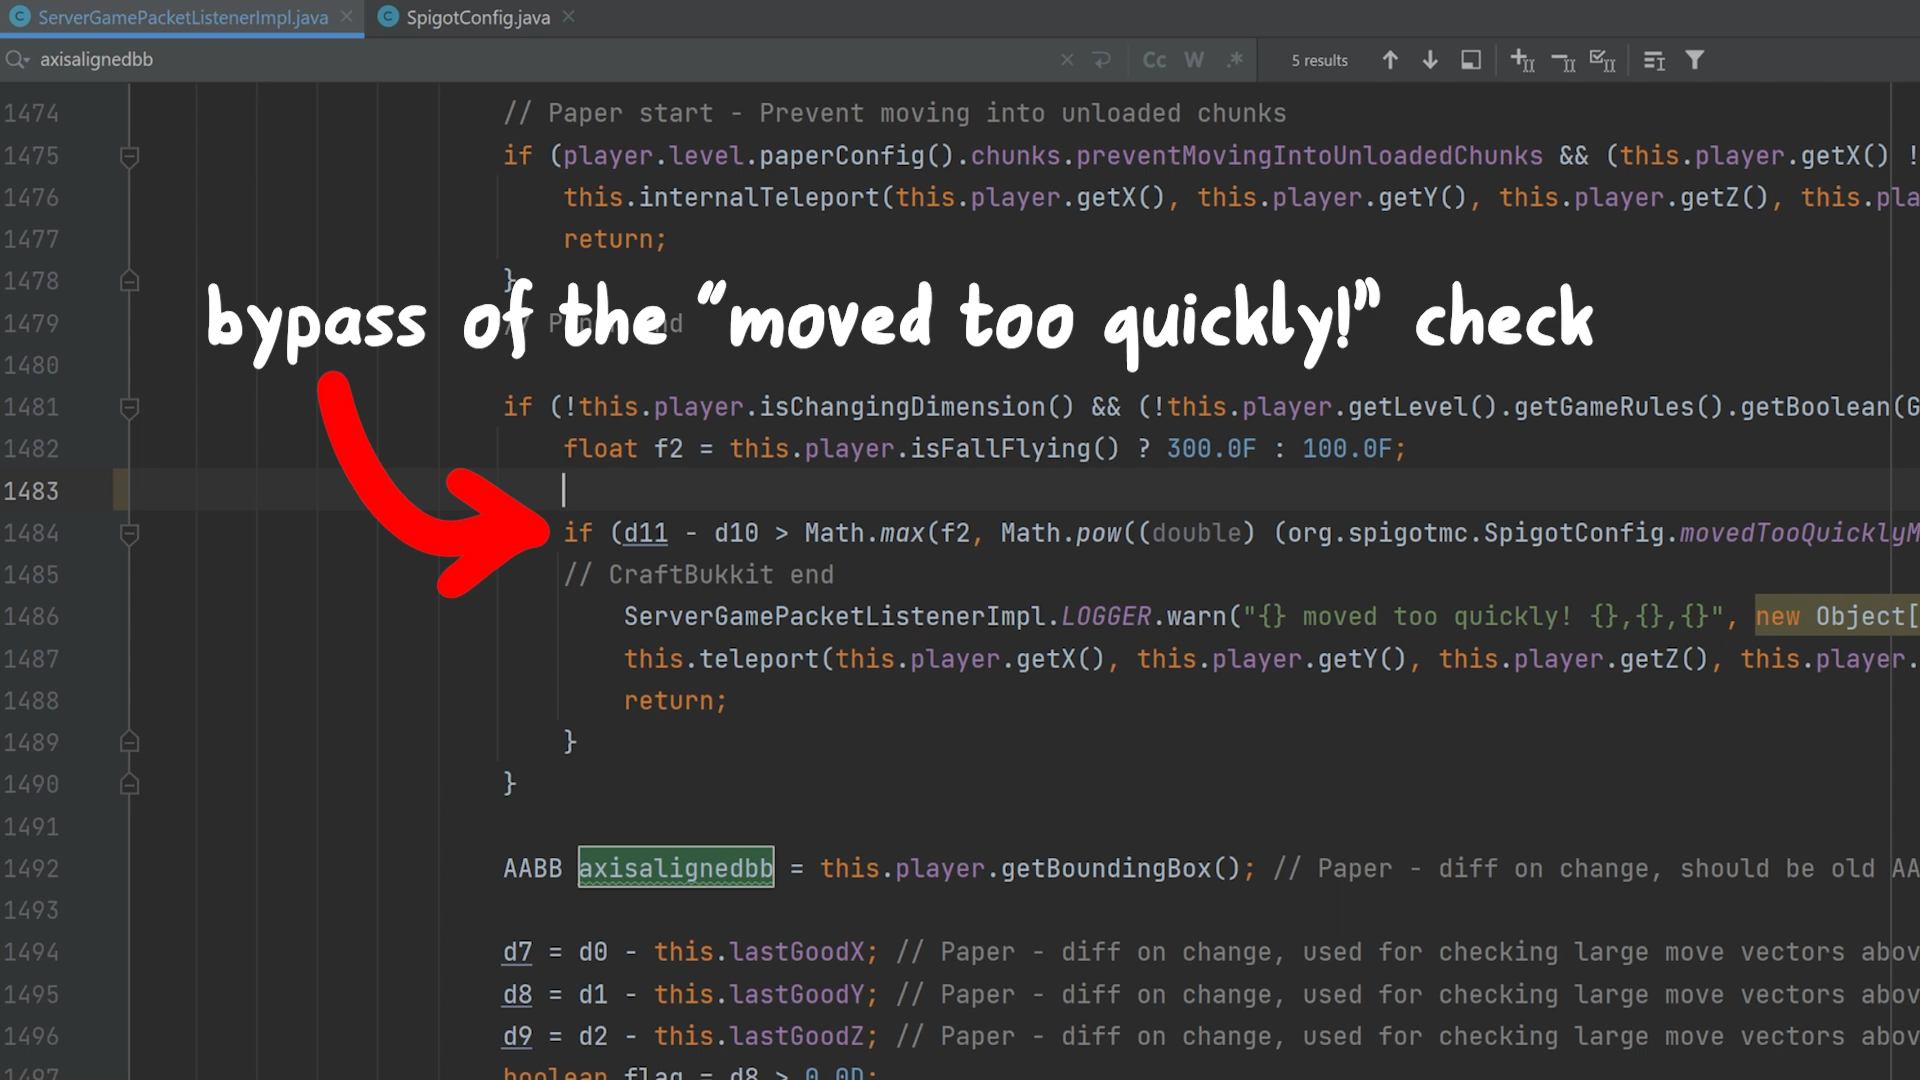 ServerGamePacketListenerImpl.java
SpigotConfig.java
axisalignedbb
Cc W .*
5 results
1474 // Paper start - Prevent moving into unloaded chunks
1475 if (player.level.paperConfig().chunks.preventMovingIntoUnloadedChunks && (this.player.getX() !
1476 this.internalTeleport(this.player.getX(), this.player.getY(), this.player.getZ(), this.pla
1477 return;
1478 }
bypass of the “moved too quickly!” check
1479
1480
1481 if (!this.player.isChangingDimension() && (!this.player.getLevel().getGameRules().getBoolean(G
1482 float f2 = this.player.isFallFlying() ? 300.0F : 100.0F;
1483
1484 if (d11 - d10 > Math.max(f2, Math.pow((double) (org.spigotmc.SpigotConfig.movedTooQuicklyM
1485 // CraftBukkit end
1486 ServerGamePacketListenerImpl.LOGGER.warn("{} moved too quickly! {},{},{}", new Object[
1487 this.teleport(this.player.getX(), this.player.getY(), this.player.getZ(), this.player.
1488 return;
1489 }
1490 }
1491
1492 AABB axisalignedbb = this.player.getBoundingBox(); // Paper - diff on change, should be old AA
1493
1494 d7 = d0 - this.lastGoodX; // Paper - diff on change, used for checking large move vectors abov
1495 d8 = d1 - this.lastGoodY; // Paper - diff on change, used for checking large move vectors abov
1496 d9 = d2 - this.lastGoodZ; // Paper - diff on change, used for checking large move vectors abov
1497 boolean flag = d8 > 0.0D;